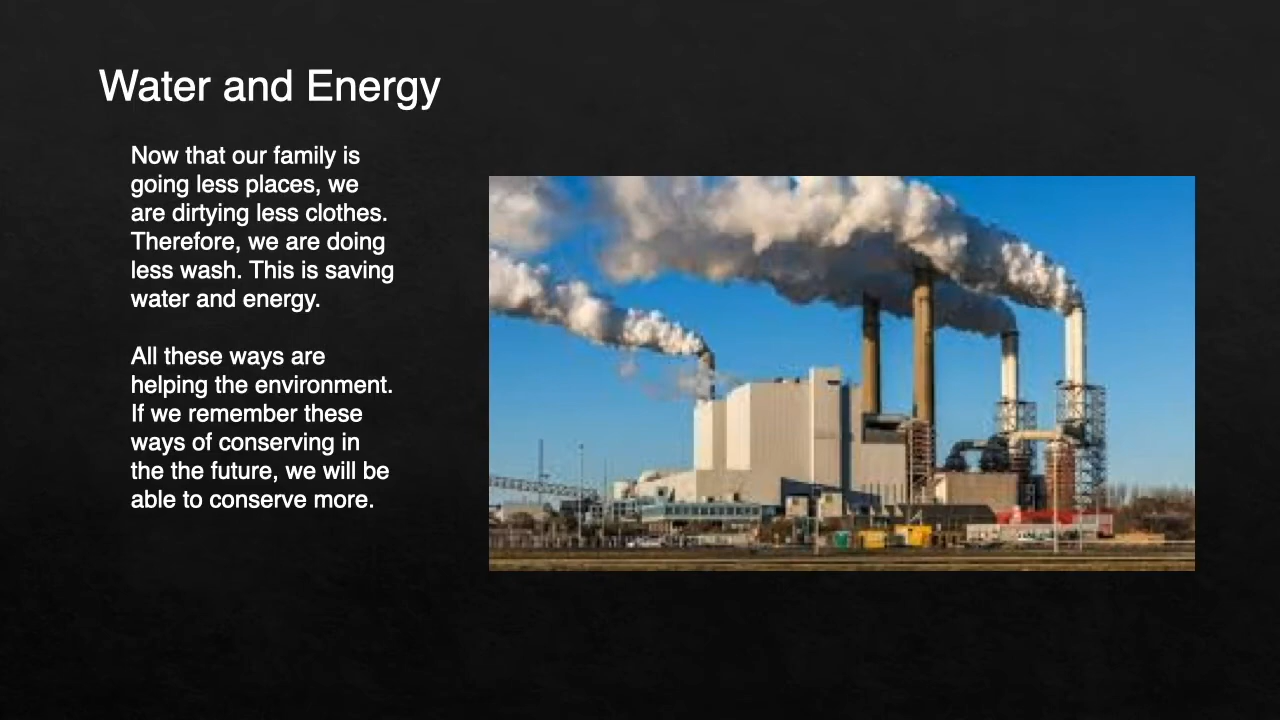 Water and Energy
Now that our family is
going less places, we
are dirtying less clothes.
Therefore, we are doing
less wash. This is saving
water and energy.
All these ways are
helping the environment.
If we remember these
ways of conserving in
the the future, we will be
able to conserve more.